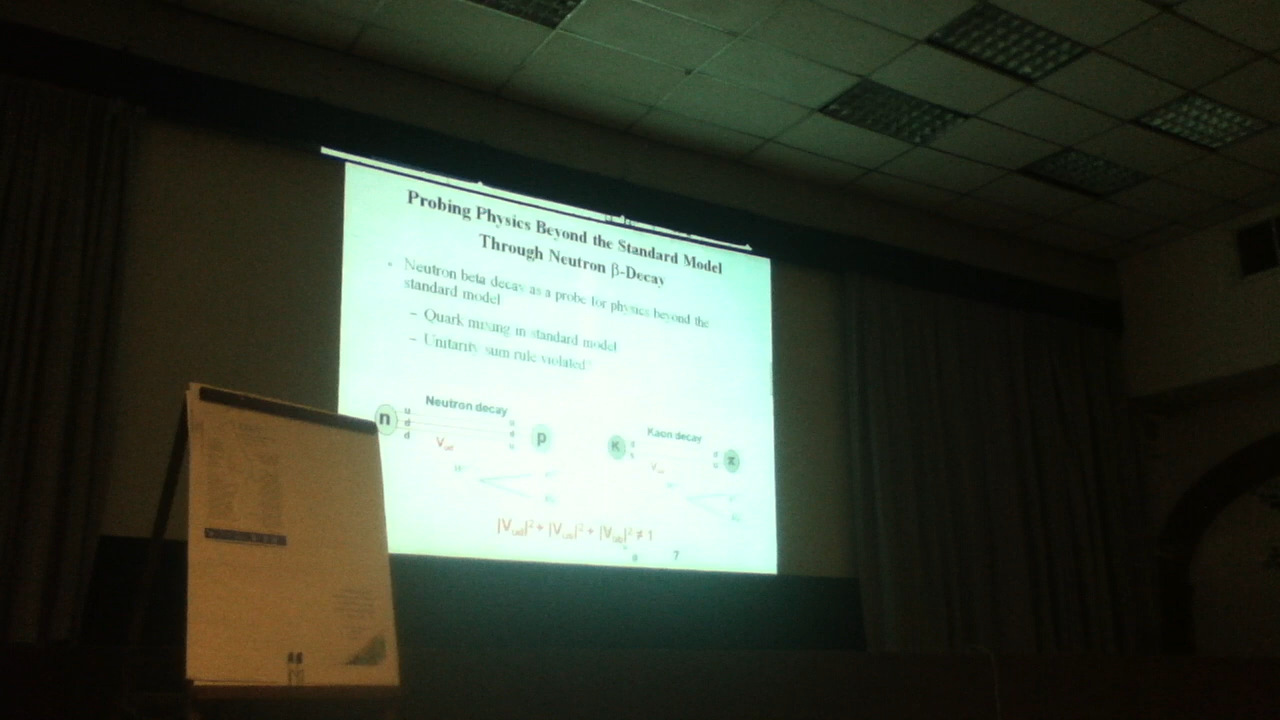 Probing Physics Beyond the Standard Model
Through Neutron β-Decay
• Neutron beta decay as a probe for physics beyond the
standard model
– Quark mixing in standard model
– Unitarity sum rule violated?
Neutron decay
n
u
d
d
u
d
u
p
V_ud
Kaon decay
K
d
s
d
u
π
V_us
|V_ud|² + |V_us|² + |V_ub|² ≠ 1
7